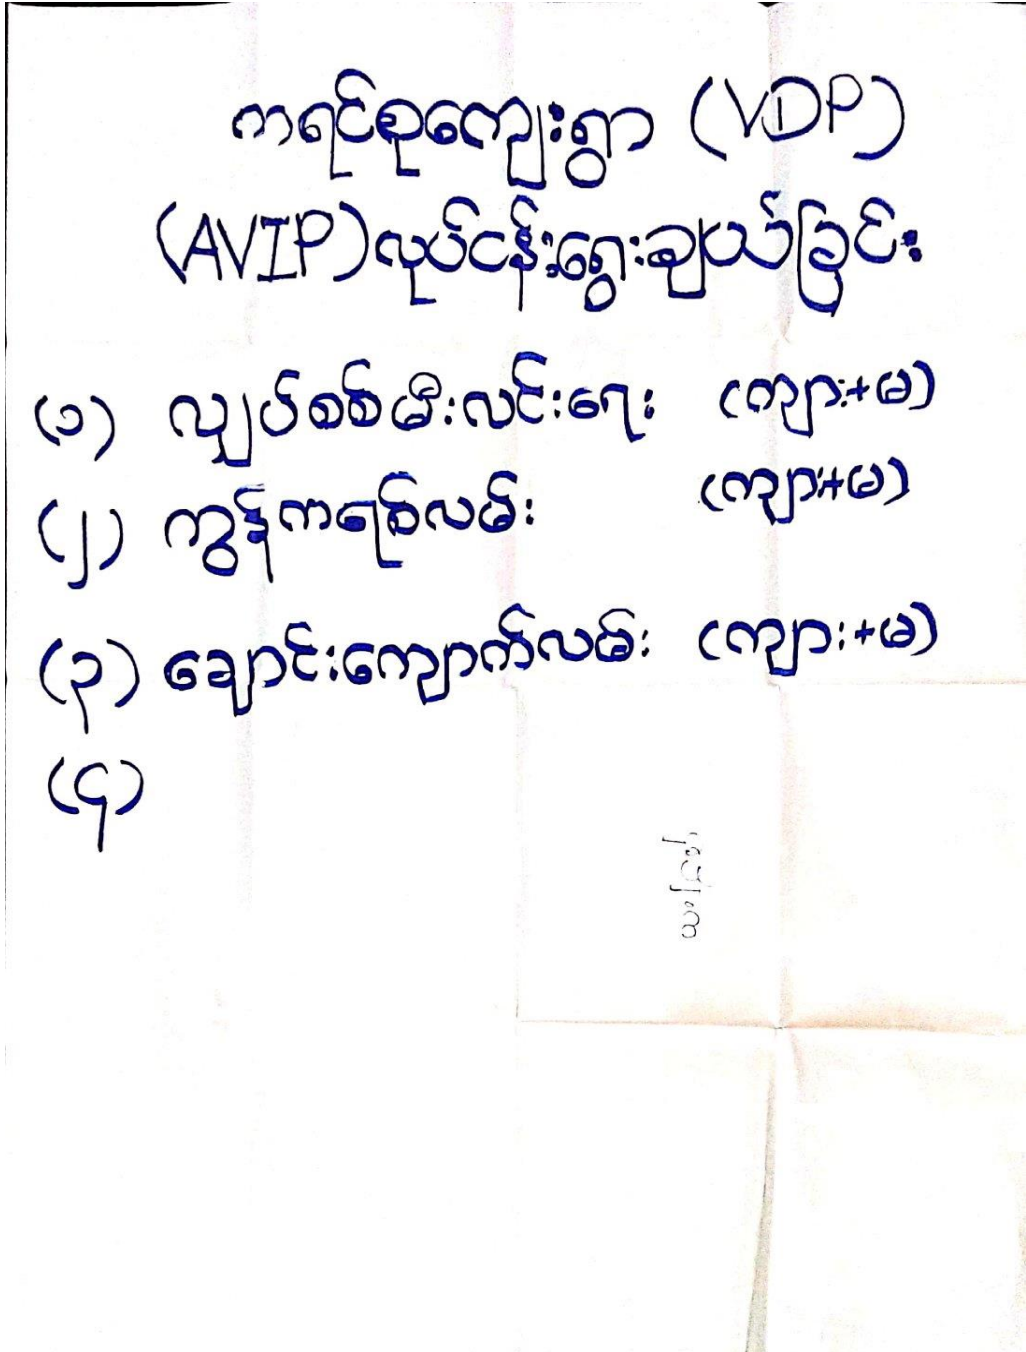 ကရင်စုကျေးရွာ (VDP)
(AVIP) လုပ်ငန်းရွေးချယ်ခြင်း
(၁) လျှပ်စစ်မီးလင်းရေး (ကျား+မ)
(၂) ကွန်ကရစ်လမ်း (ကျား+မ)
(၃) ချောင်းကျောက်လမ်း (ကျား+မ)
(၄)